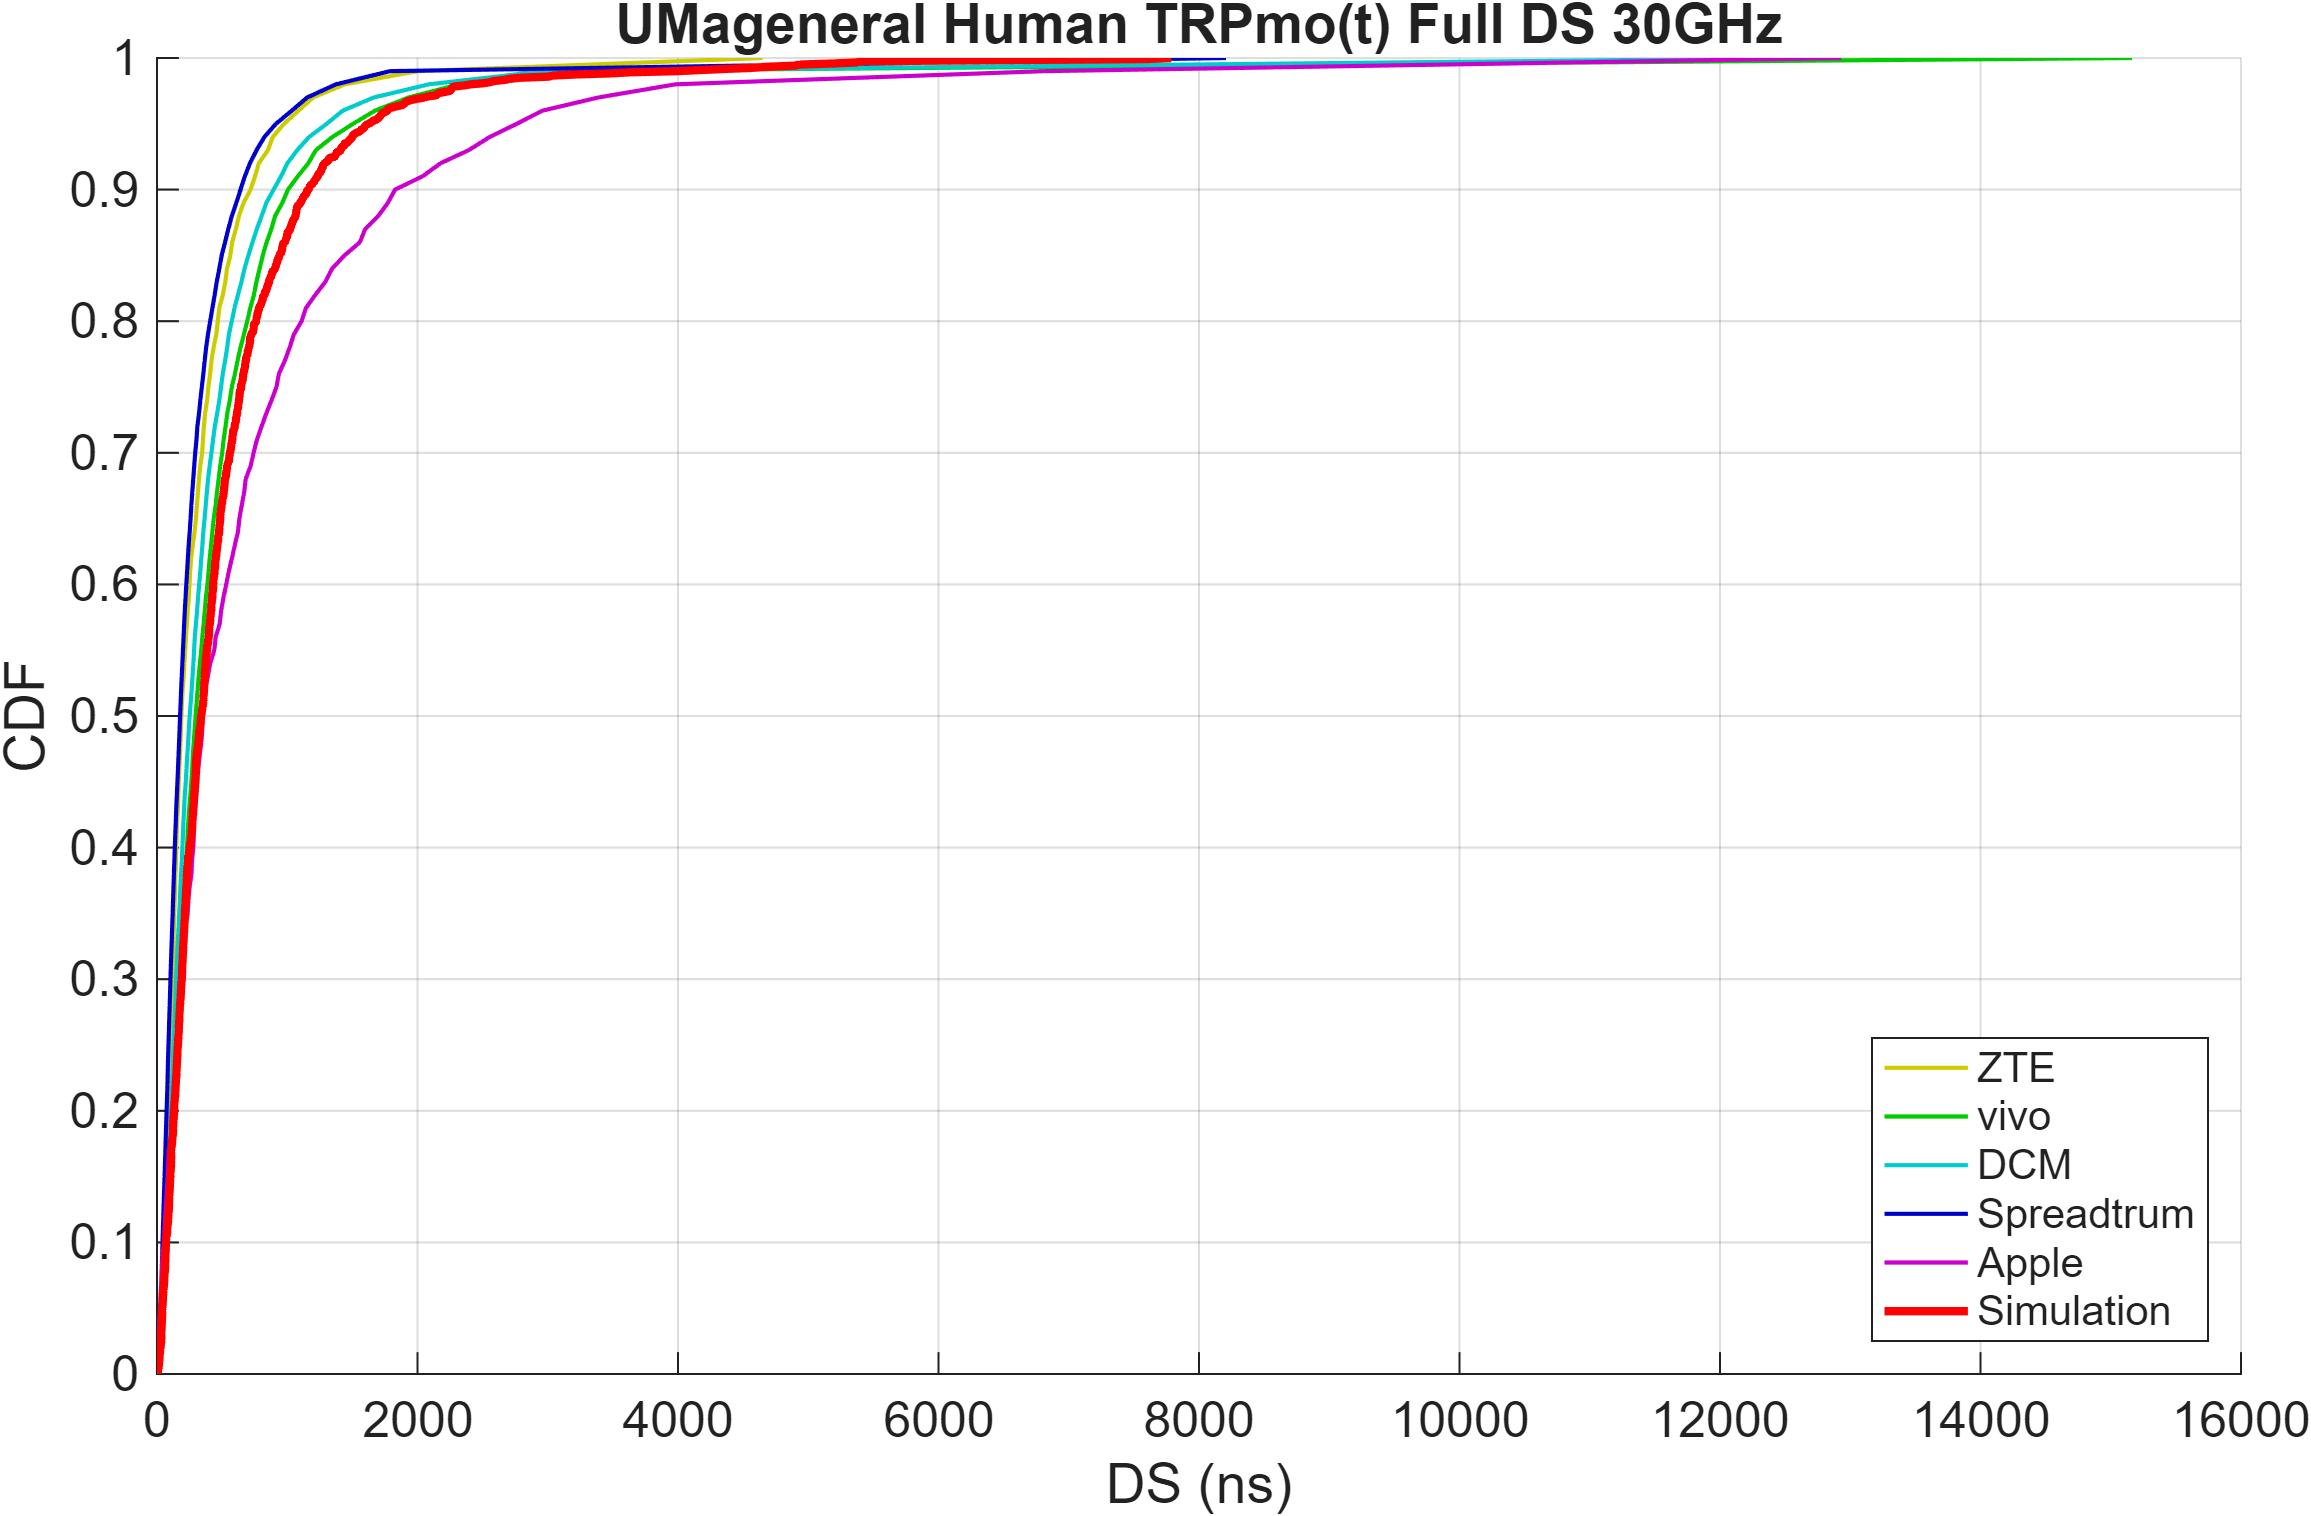 UMageneral Human TRPmo(t) Full DS 30GHz
1
0.9
0.8
0.7
0.6
0.5
0.4
0.3
0.2
0.1
0
CDF
0 2000 4000 6000 8000 10000 12000 14000 16000
DS (ns)
ZTE
vivo
DCM
Spreadtrum
Apple
Simulation